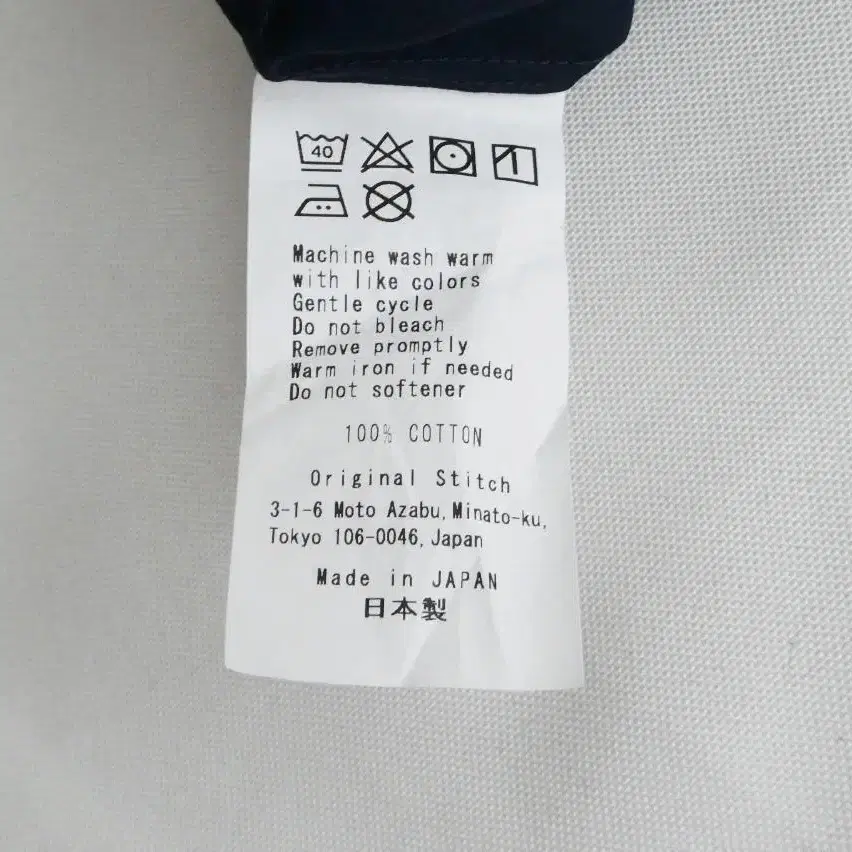 40
Machine wash warm
with like colors
Gentle cycle
Do not bleach
Remove promptly
Warm iron if needed
Do not softener
100% COTTON
Original Stitch
3-1-6 Moto Azabu, Minato-ku,
Tokyo 106-0046, Japan
Made in JAPAN
日本製